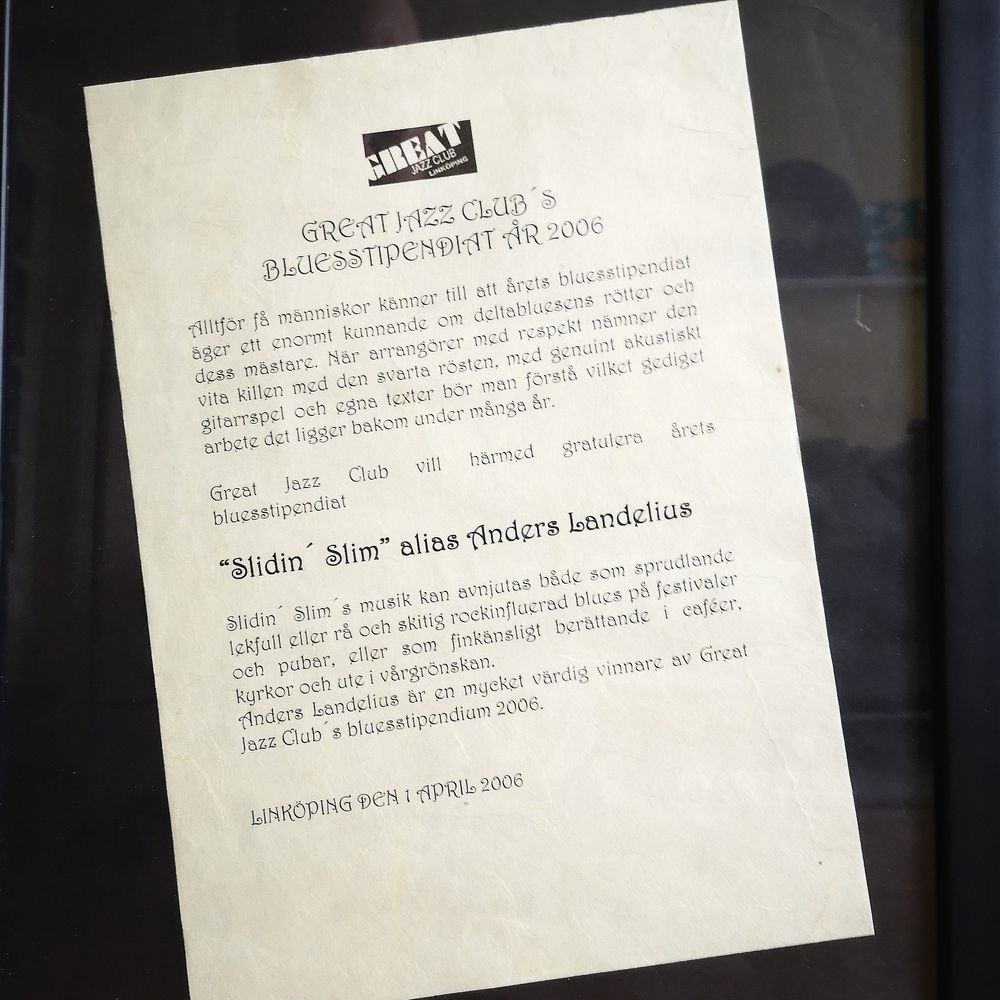 GREAT
JAZZ CLUB
LINKÖPING
GREAT JAZZ CLUB´S
BLUESSTIPENDIAT ÅR 2006
Alltför få människor känner till att årets bluesstipendiat
äger ett enormt kunnande om deltabluesens rötter och
dess mästare. När arrangörer med respekt nämner den
vita killen med den svarta rösten, med genuint akustiskt
gitarrspel och egna texter bör man förstå vilket gediget
arbete det ligger bakom under många år.
Great Jazz Club vill härmed gratulera årets
bluesstipendiat
“Slidin´ Slim” alias Anders Landelius
Slidin´ Slim´s musik kan avnjutas både som sprudlande
lekfull eller rå och skitig rockinfluerad blues på festivaler
och pubar, eller som finkänsligt berättande i caféer,
kyrkor och ute i vårgrönskan.
Anders Landelius är en mycket värdig vinnare av Great
Jazz Club´s bluesstipendium 2006.
LINKÖPING DEN 1 APRIL 2006